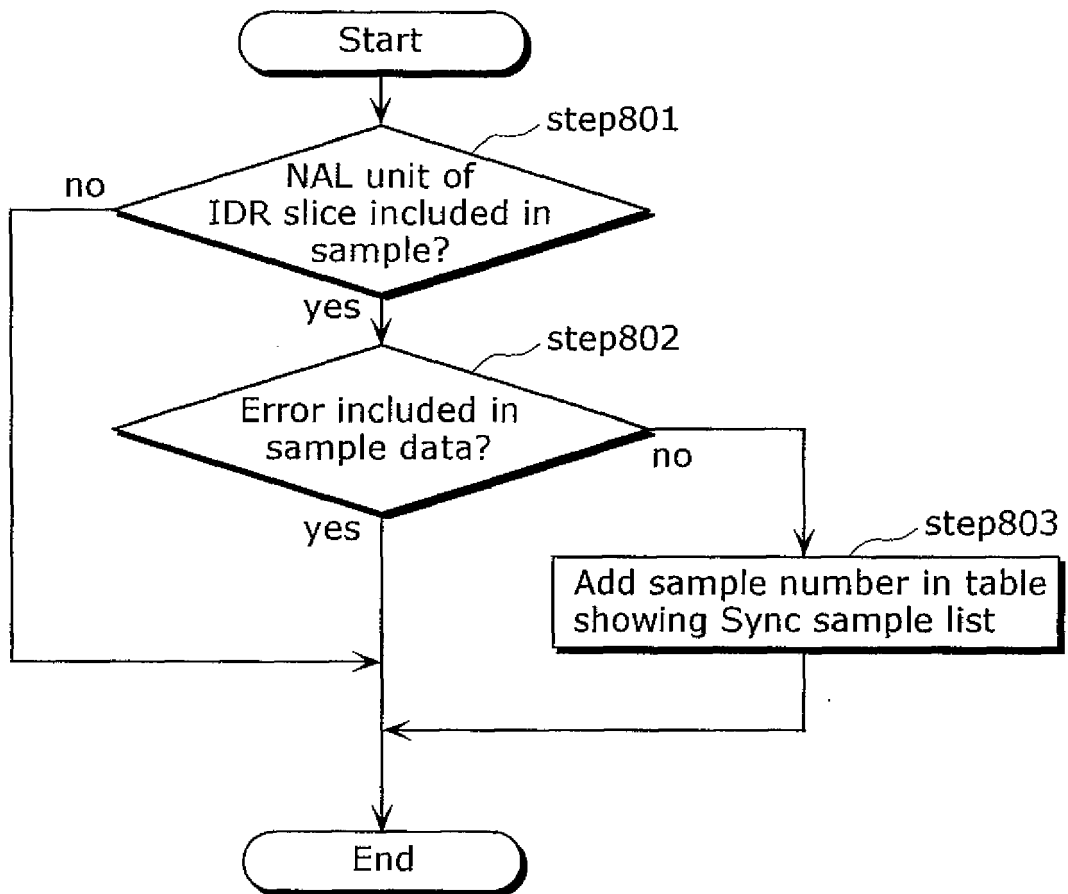 Start
step801
no
NAL unit of
IDR slice included in
sample?
yes
step802
Error included in
sample data?
no
yes
step803
Add sample number in table
showing Sync sample list
End